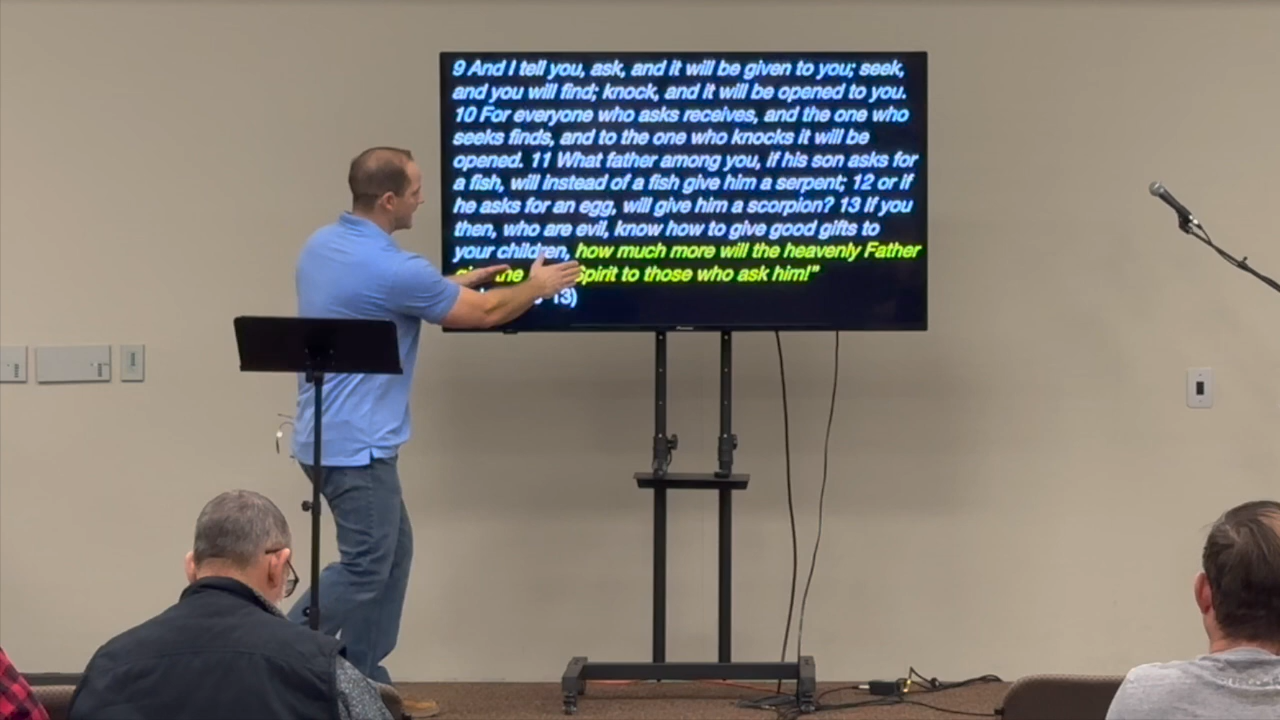 9 And I tell you, ask, and it will be given to you; seek,
and you will find; knock, and it will be opened to you.
10 For everyone who asks receives, and the one who
seeks finds, and to the one who knocks it will be
opened. 11 What father among you, if his son asks for
a fish, will instead of a fish give him a serpent; 12 or if
he asks for an egg, will give him a scorpion? 13 If you
then, who are evil, know how to give good gifts to
your children, how much more will the heavenly Father
the Spirit to those who ask him!"
13)